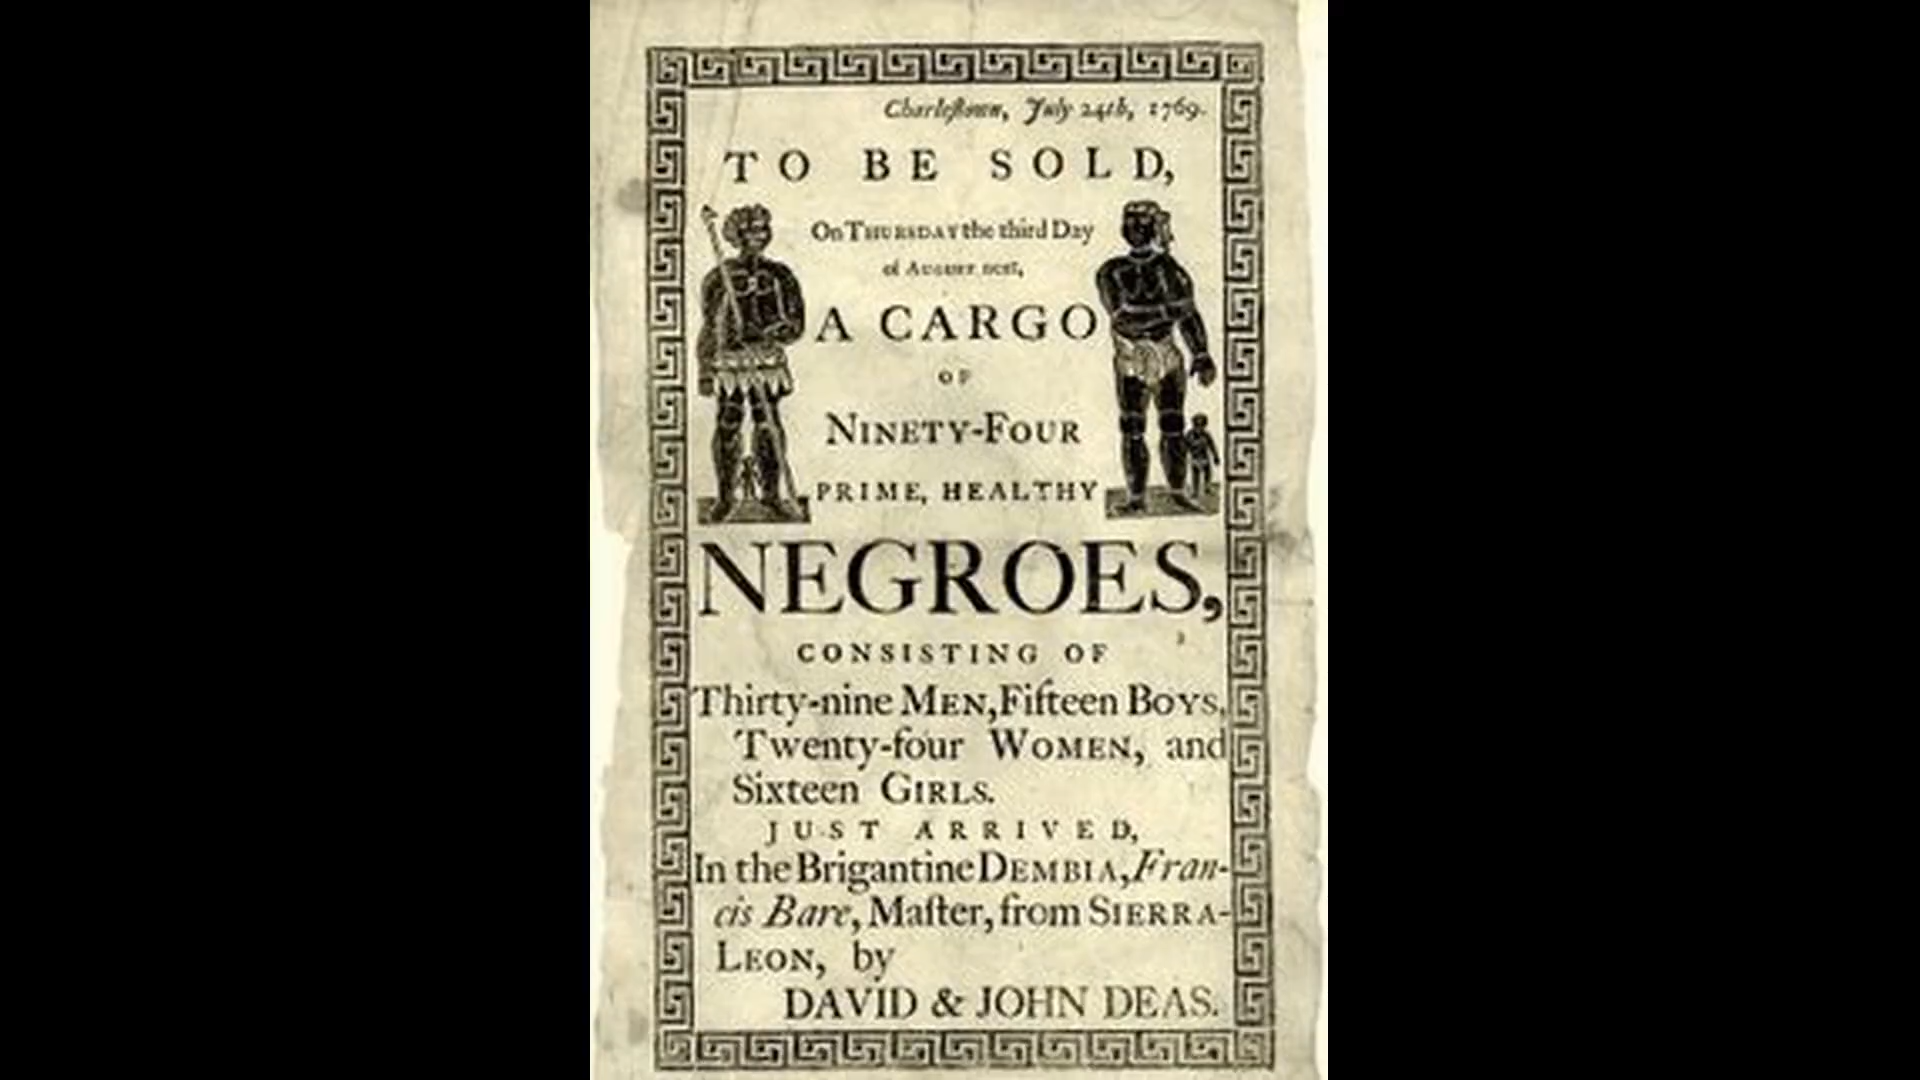 Charleſtown, July 24th, 1769.
TO BE SOLD,
On THURSDAY the third Day
of AUGUST next,
A CARGO
OF
NINETY-FOUR
PRIME, HEALTHY
NEGROES,
CONSISTING OF
Thirty-nine MEN, Fifteen BOYS,
Twenty-four WOMEN, and
Sixteen GIRLS.
JUST ARRIVED,
In the Brigantine DEMBIA, Fran-
cis Bare, Maſter, from SIERRA-
LEON, by
DAVID & JOHN DEAS.